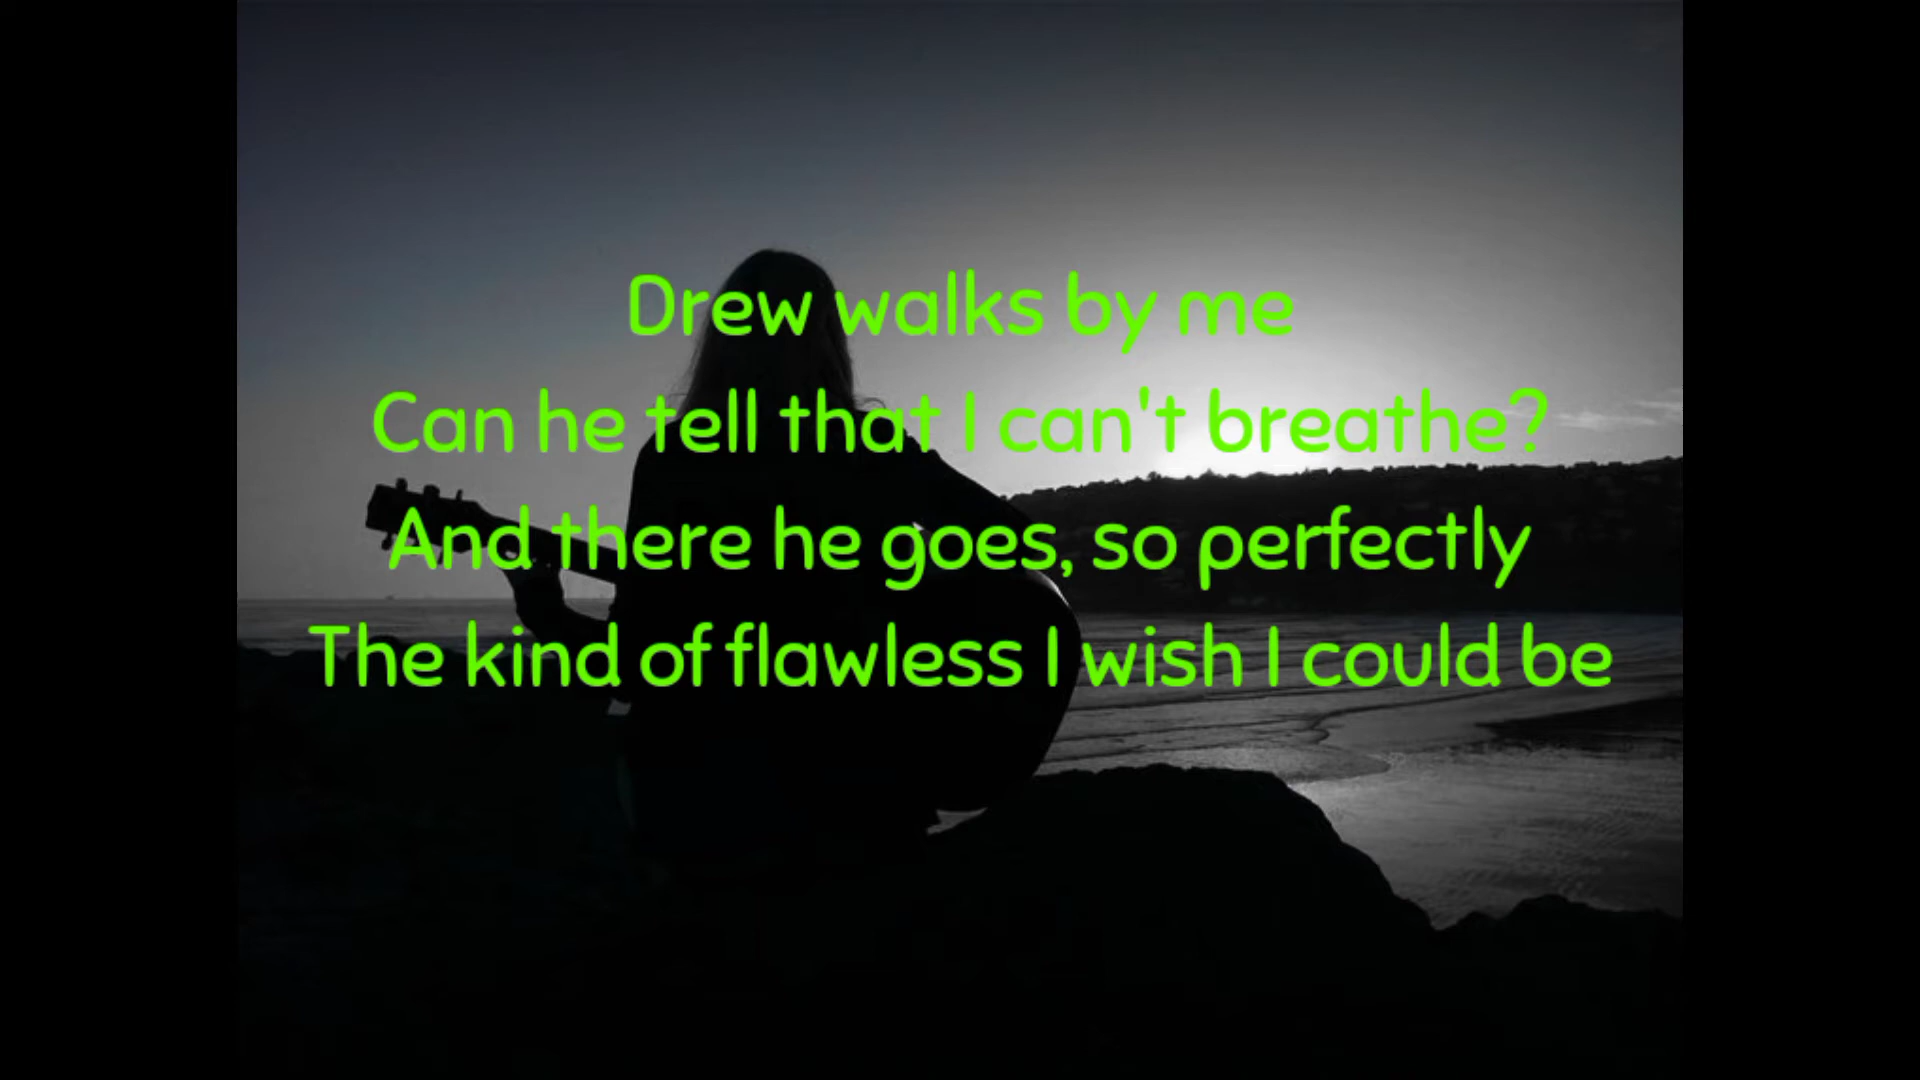 Drew walks by me
Can he tell that I can't breathe?
And there he goes, so perfectly
The kind of flawless I wish I could be